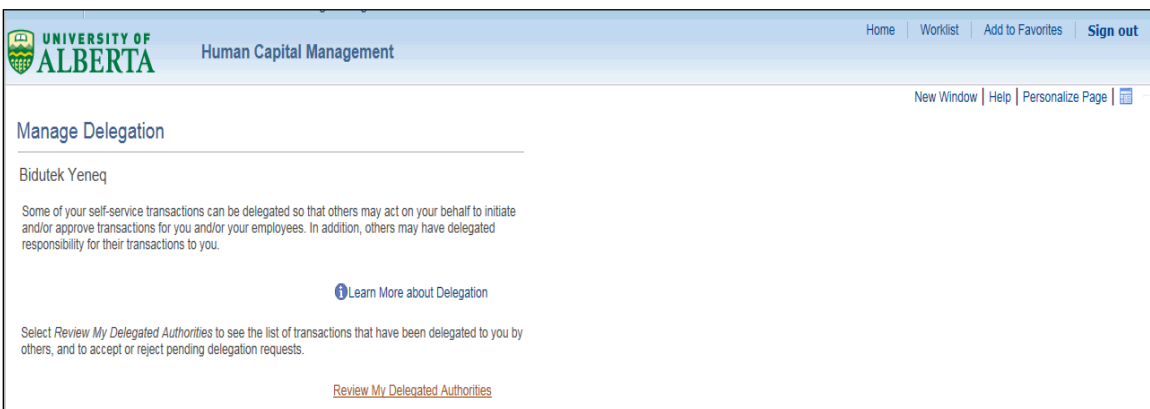 UNIVERSITY OF
ALBERTA
Human Capital Management
Home Worklist Add to Favorites Sign out
New Window | Help | Personalize Page |
Manage Delegation
Bidutek Yeneq
Some of your self-service transactions can be delegated so that others may act on your behalf to initiate
and/or approve transactions for you and/or your employees. In addition, others may have delegated
responsibility for their transactions to you.
Learn More about Delegation
Select Review My Delegated Authorities to see the list of transactions that have been delegated to you by
others, and to accept or reject pending delegation requests.
Review My Delegated Authorities